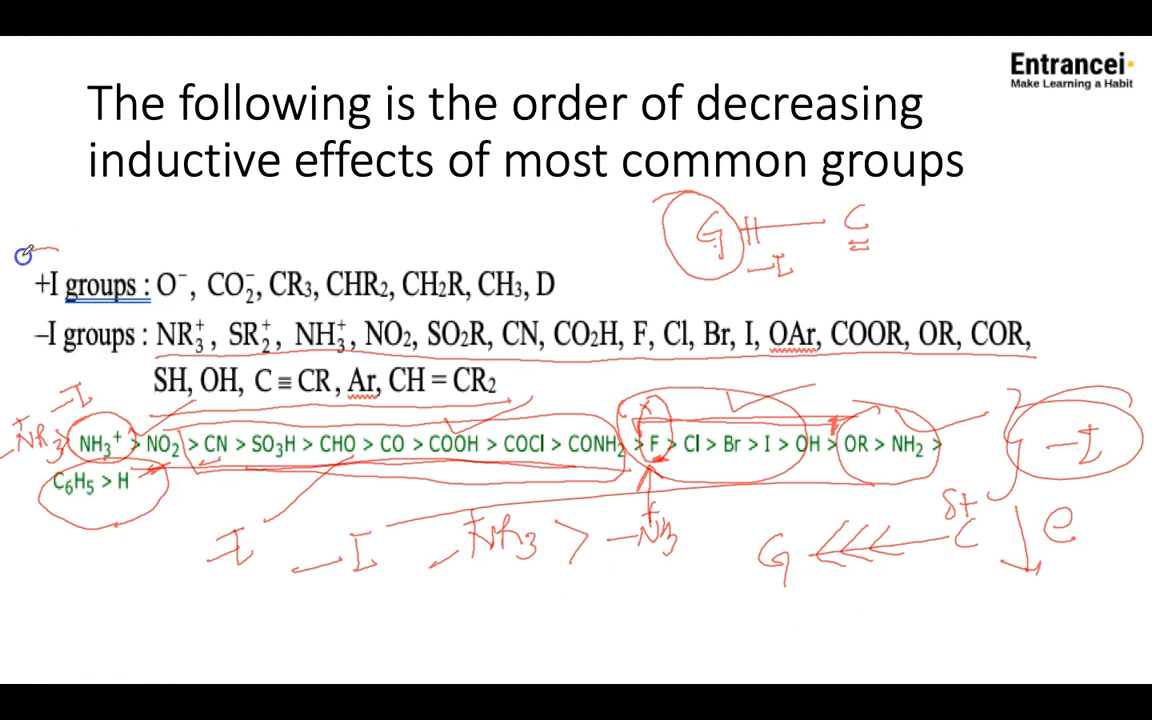 Entrancei
Make Learning a Habit
The following is the order of decreasing
inductive effects of most common groups
G C
–I
+I groups : O⁻, CO₂⁻, CR₃, CHR₂, CH₂R, CH₃, D
–I groups : NR₃⁺, SR₂⁺, NH₃⁺, NO₂, SO₂R, CN, CO₂H, F, Cl, Br, I, OAr, COOR, OR, COR,
SH, OH, C ≡ CR, Ar, CH = CR₂
–I
NR₃⁺ > NH₃⁺ > NO₂ > CN > SO₃H > CHO > CO > COOH > COCl > CONH₂ > F > Cl > Br > I > OH > OR > NH₂ >
–I
C₆H₅ > H
–I –I –N⁺R₃ > –N⁺H₃ G C δ+ e